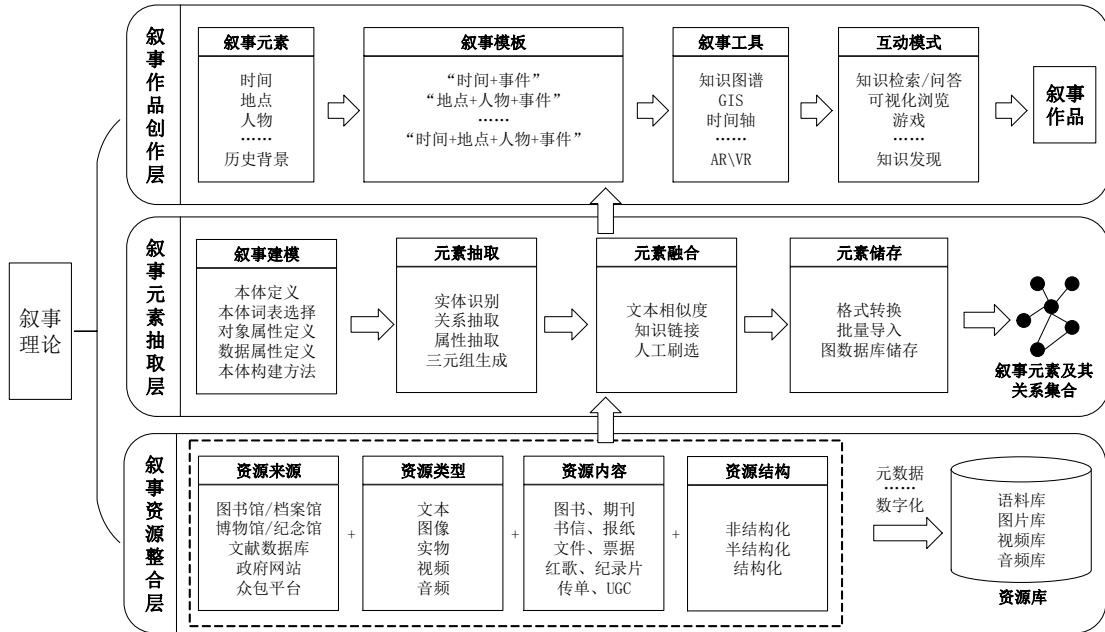 叙事理论
叙事作品创作层
叙事元素
时间
地点
人物
……
历史背景
叙事模板
“时间+事件”
“地点+人物+事件”
……
“时间+地点+人物+事件”
叙事工具
知识图谱
GIS
时间轴
……
AR\VR
互动模式
知识检索/问答
可视化浏览
游戏
……
知识发现
叙事
作品
叙事元素抽取层
叙事建模
本体定义
本体词表选择
对象属性定义
数据属性定义
本体构建方法
元素抽取
实体识别
关系抽取
属性抽取
三元组生成
元素融合
文本相似度
知识链接
人工刷选
元素储存
格式转换
批量导入
图数据库储存
叙事元素及其
关系集合
叙事资源整合层
资源来源
图书馆/档案馆
博物馆/纪念馆
文献数据库
政府网站
众包平台
+
资源类型
文本
图像
实物
视频
音频
+
资源内容
图书、期刊
书信、报纸
文件、票据
红歌、纪录片
传单、UGC
+
资源结构
非结构化
半结构化
结构化
元数据
……
数字化
语料库
图片库
视频库
音频库
资源库